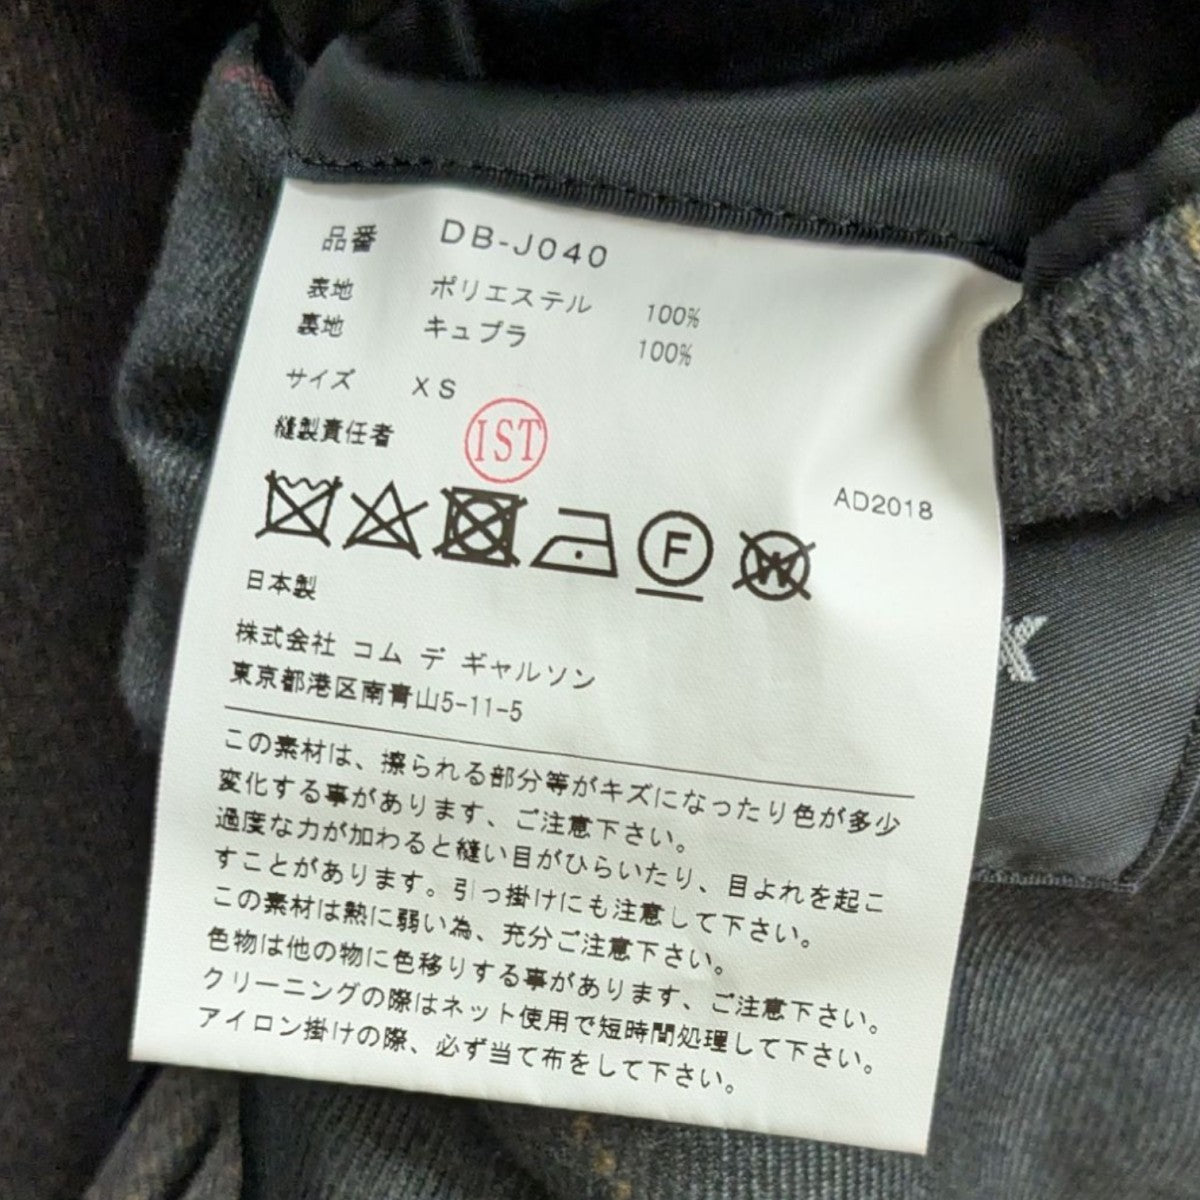 品番 DB-J040
表地 ポリエステル 100%
裏地 キュプラ 100%
サイズ XS
縫製責任者 IST
AD2018
F
W
日本製
株式会社 コム デ ギャルソン
東京都港区南青山5-11-5
この素材は、擦られる部分等がキズになったり色が多少
変化する事があります、ご注意下さい。
過度な力が加わると縫い目がひらいたり、目よれを起こ
すことがあります。引っ掛けにも注意して下さい。
この素材は熱に弱い為、充分ご注意下さい。
色物は他の物に色移りする事があります、ご注意下さい。
クリーニングの際はネット使用で短時間処理して下さい。
アイロン掛けの際、必ず当て布をして下さい。
K